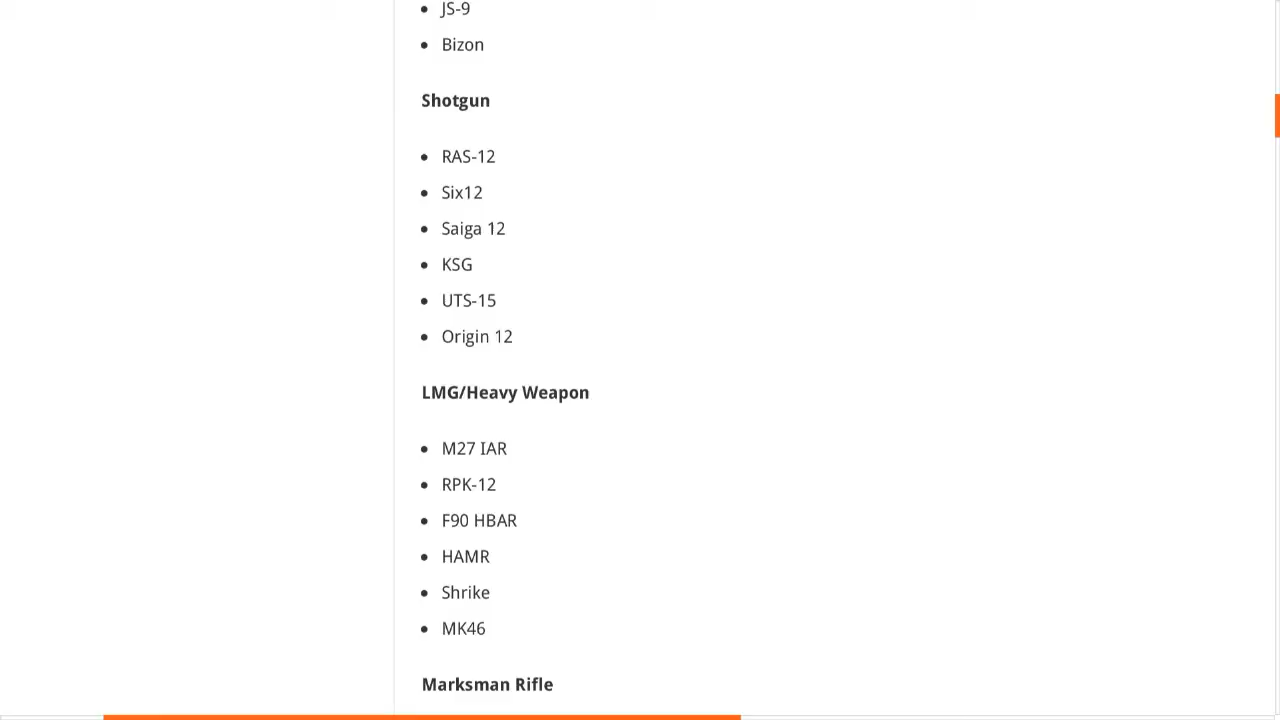 JS-9
Bizon
Shotgun
RAS-12
Six12
Saiga 12
KSG
UTS-15
Origin 12
LMG/Heavy Weapon
M27 IAR
RPK-12
F90 HBAR
HAMR
Shrike
MK46
Marksman Rifle